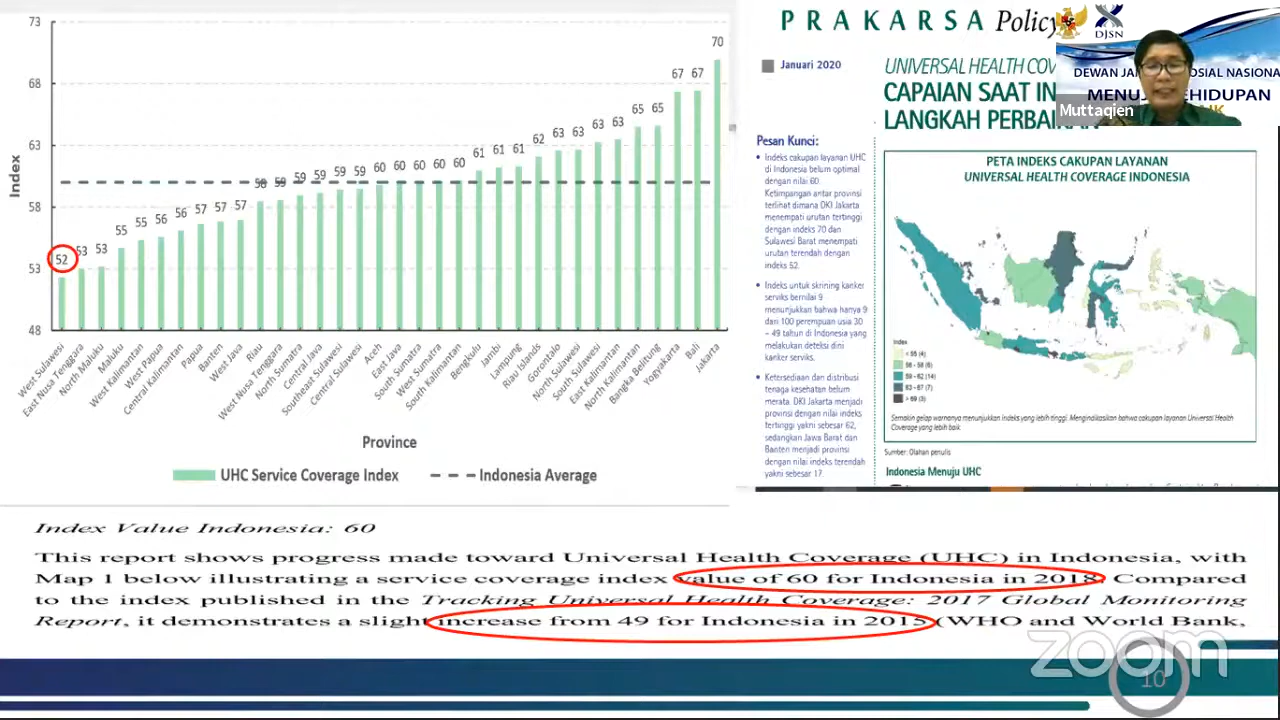 73
68
63
58
53
48
Index
52
53
53
55
55
56
56
57
57
57
58
59
59
59
59
59
60
60
60
60
60
61
61
61
62
63
63
63
63
65
65
67
67
70
West Sulawesi
East Nusa Tenggara
North Maluku
Maluku
West Kalimantan
West Papua
Central Kalimantan
Papua
Banten
West Java
Riau
West Nusa Tenggara
North Sumatra
Central Java
Southeast Sulawesi
Central Sulawesi
Aceh
East Java
South Sumatra
West Sumatra
South Kalimantan
Bengkulu
Jambi
Lampung
Riau Islands
Gorontalo
North Sulawesi
South Sulawesi
East Kalimantan
North Kalimantan
Bangka Belitung
Yogyakarta
Bali
Jakarta
Province
UHC Service Coverage Index
Indonesia Average
PRAKARSA Policy
Januari 2020
UNIVERSAL HEALTH COV
CAPAIAN SAAT IN
LANGKAH PERBAIKAN
DJSN
DEWAN JA OSIAL NASIONA
MENUJ EHIDUPAN
IK
Muttaqien
Pesan Kunci:
• Indeks cakupan layanan UHC
di Indonesia belum optimal
dengan nilai 60.
Ketimpangan antar provinsi
terlihat dimana DKI Jakarta
menempati urutan tertinggi
dengan indeks 70 dan
Sulawesi Barat menempati
urutan terendah dengan
indeks 52.
• Indeks untuk skrining kanker
serviks bernilai 9
menunjukkan bahwa hanya 9
dari 100 perempuan usia 30
– 49 tahun di Indonesia yang
melakukan deteksi dini
kanker serviks.
• Ketersediaan dan distribusi
tenaga kesehatan belum
merata. DKI Jakarta menjadi
provinsi dengan nilai indeks
tertinggi yakni sebesar 62,
sedangkan Jawa Barat dan
Banten menjadi provinsi
dengan nilai indeks terendah
yakni sebesar 17.
PETA INDEKS CAKUPAN LAYANAN
UNIVERSAL HEALTH COVERAGE INDONESIA
Index
< 55 (4)
56 - 58 (6)
59 - 62 (14)
63 - 67 (7)
> 69 (3)
Semakin gelap warnanya menunjukkan indeks yang lebih tinggi. Mengindikasikan bahwa cakupan layanan Universal Health
Coverage yang lebih baik.
Sumber: Olahan penulis
Indonesia Menuju UHC
Index Value Indonesia: 60
This report shows progress made toward Universal Health Coverage (UHC) in Indonesia, with
Map 1 below illustrating a service coverage index value of 60 for Indonesia in 2018. Compared
to the index published in the Tracking Universal Health Coverage: 2017 Global Monitoring
Report, it demonstrates a slight increase from 49 for Indonesia in 2015 (WHO and World Bank,
zoom
10